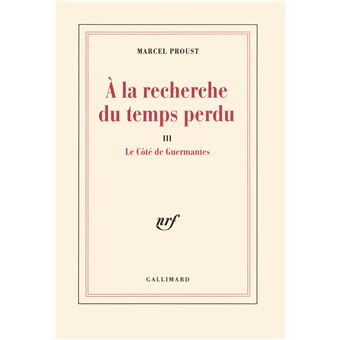 MARCEL PROUST
À la recherche
du temps perdu
III
Le Côté de Guermantes
nrf
GALLIMARD